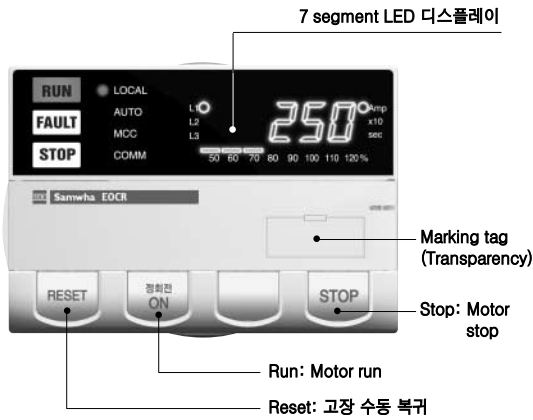 7 segment LED 디스플레이
RUN
LOCAL
FAULT
AUTO
MCC
STOP
COMM
L1
L2
L3
250
Amp
x10
sec
50 60 70 80 90 100 110 120%
EOCR Samwha EOCR
Marking tag
(Transparency)
RESET
정회전
ON
STOP
Stop: Motor
stop
Run: Motor run
Reset: 고장 수동 복귀